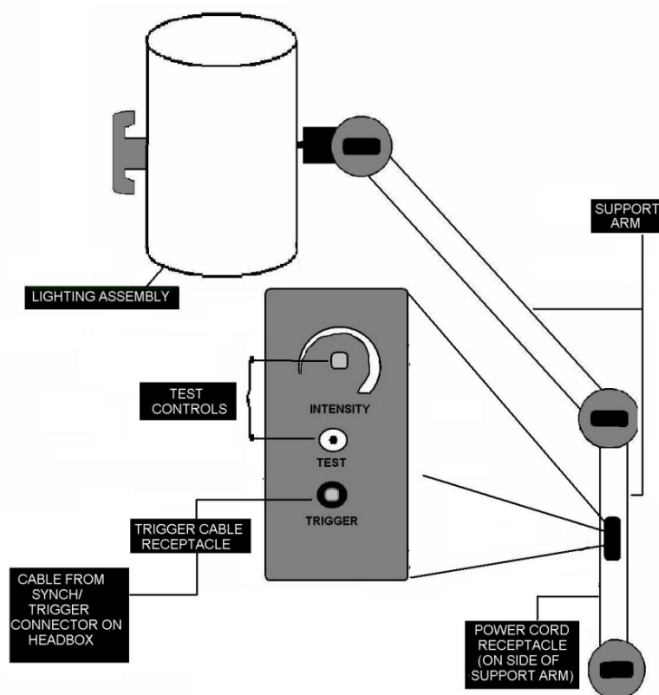 SUPPORT
ARM
LIGHTING ASSEMBLY
TEST
CONTROLS
INTENSITY
TEST
TRIGGER
TRIGGER CABLE
RECEPTACLE
CABLE FROM
SYNCH/
TRIGGER
CONNECTOR ON
HEADBOX
POWER CORD
RECEPTACLE
(ON SIDE OF
SUPPORT ARM)